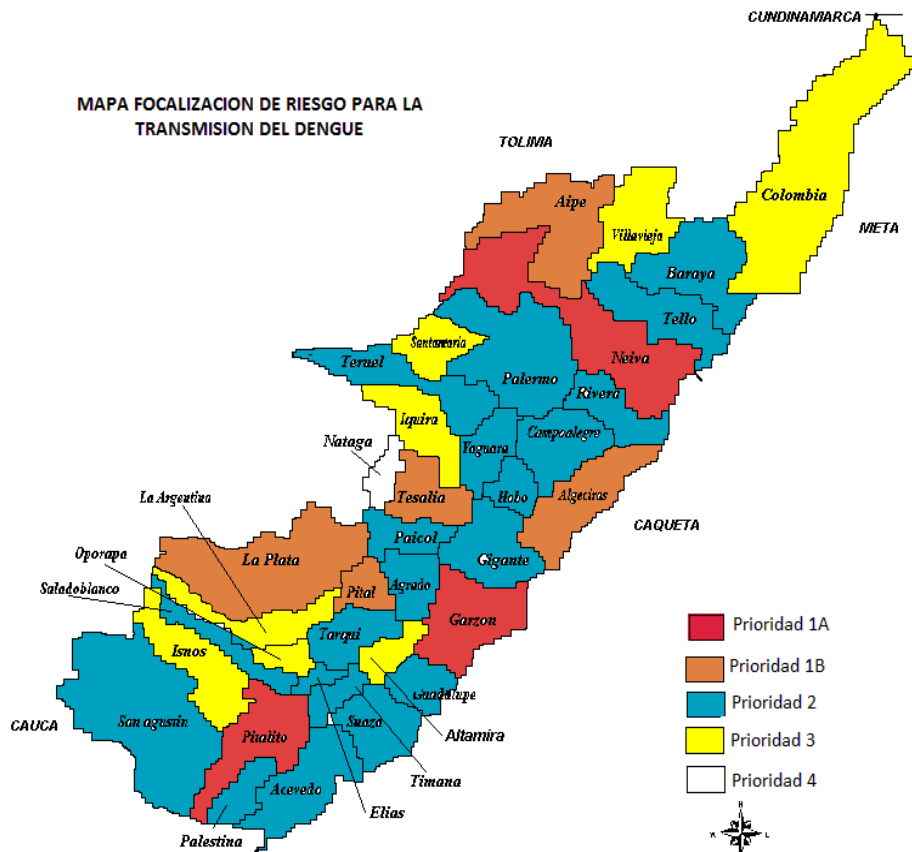 CUNDINAMARCA
MAPA FOCALIZACION DE RIESGO PARA LA
TRANSMISION DEL DENGUE
TOLIMA
Aipe
Colombia
Villavieja
META
Baraya
Tello
Santamaria
Teruel
Neiva
Palermo
Rivera
Iquira
Campoalegre
Nataga
Yaguara
Tesalia
Hobo
Algeciras
La Argentina
CAQUETA
Paicol
Oporapa
La Plata
Gigante
Saladoblanco
Pital
Agrado
Garzon
Prioridad 1A
Tarqui
Isnos
Prioridad 1B
Guadalupe
Prioridad 2
CAUCA
San agustin
Suaza
Pitalito
Altamira
Prioridad 3
Timana
Prioridad 4
Acevedo
Elias
Palestina
N
W
L